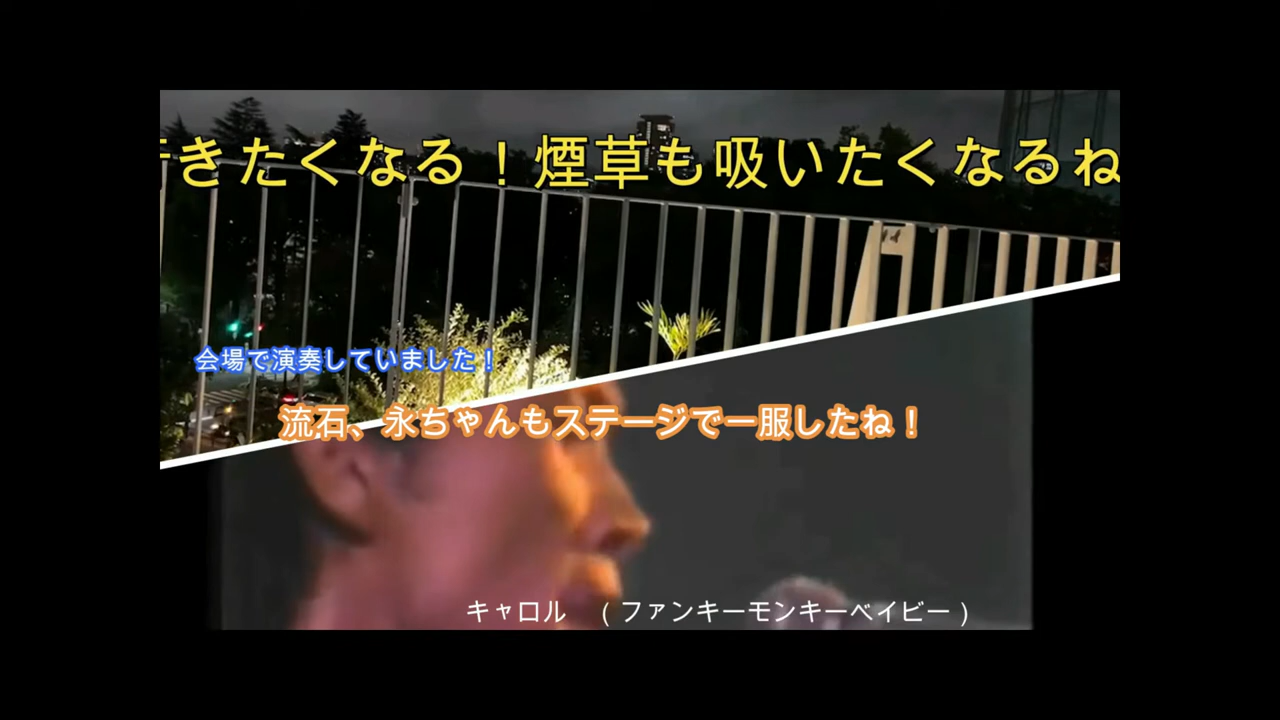 きたくなる！煙草も吸いたくなるね
会場で演奏していました！
流石、永ちゃんもステージで一服したね！
キャロル （ファンキーモンキーベイビー）